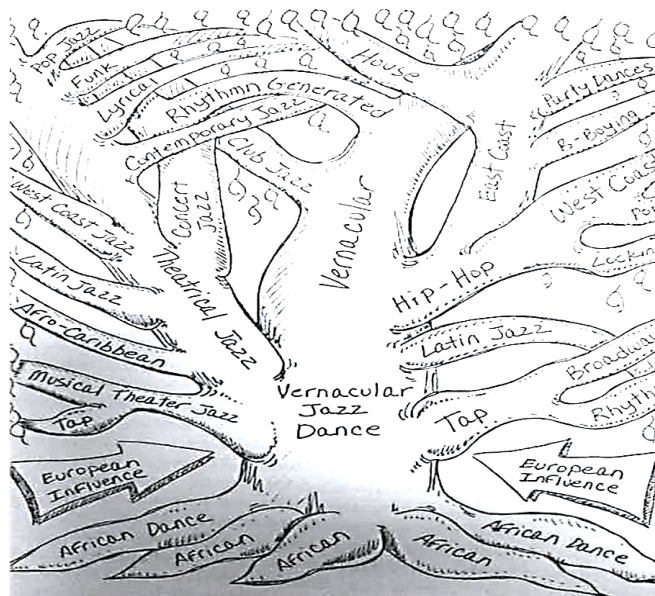 Pop Jazz
Funk
Lyrical
Rhythmn Generated
Contemporary Jazz
Club Jazz
Concert
Jazz
West Coast Jazz
Theatrical Jazz
Latin Jazz
Afro-Caribbean
Musical Theater Jazz
Tap
House
Party Dances
B-Boying
East Coast
West Coast
Vernacular
Hip-Hop
Latin Jazz
Tap
Vernacular
Jazz
Dance
European
Influence
European
Influence
African Dance
African
African
African
African Dance